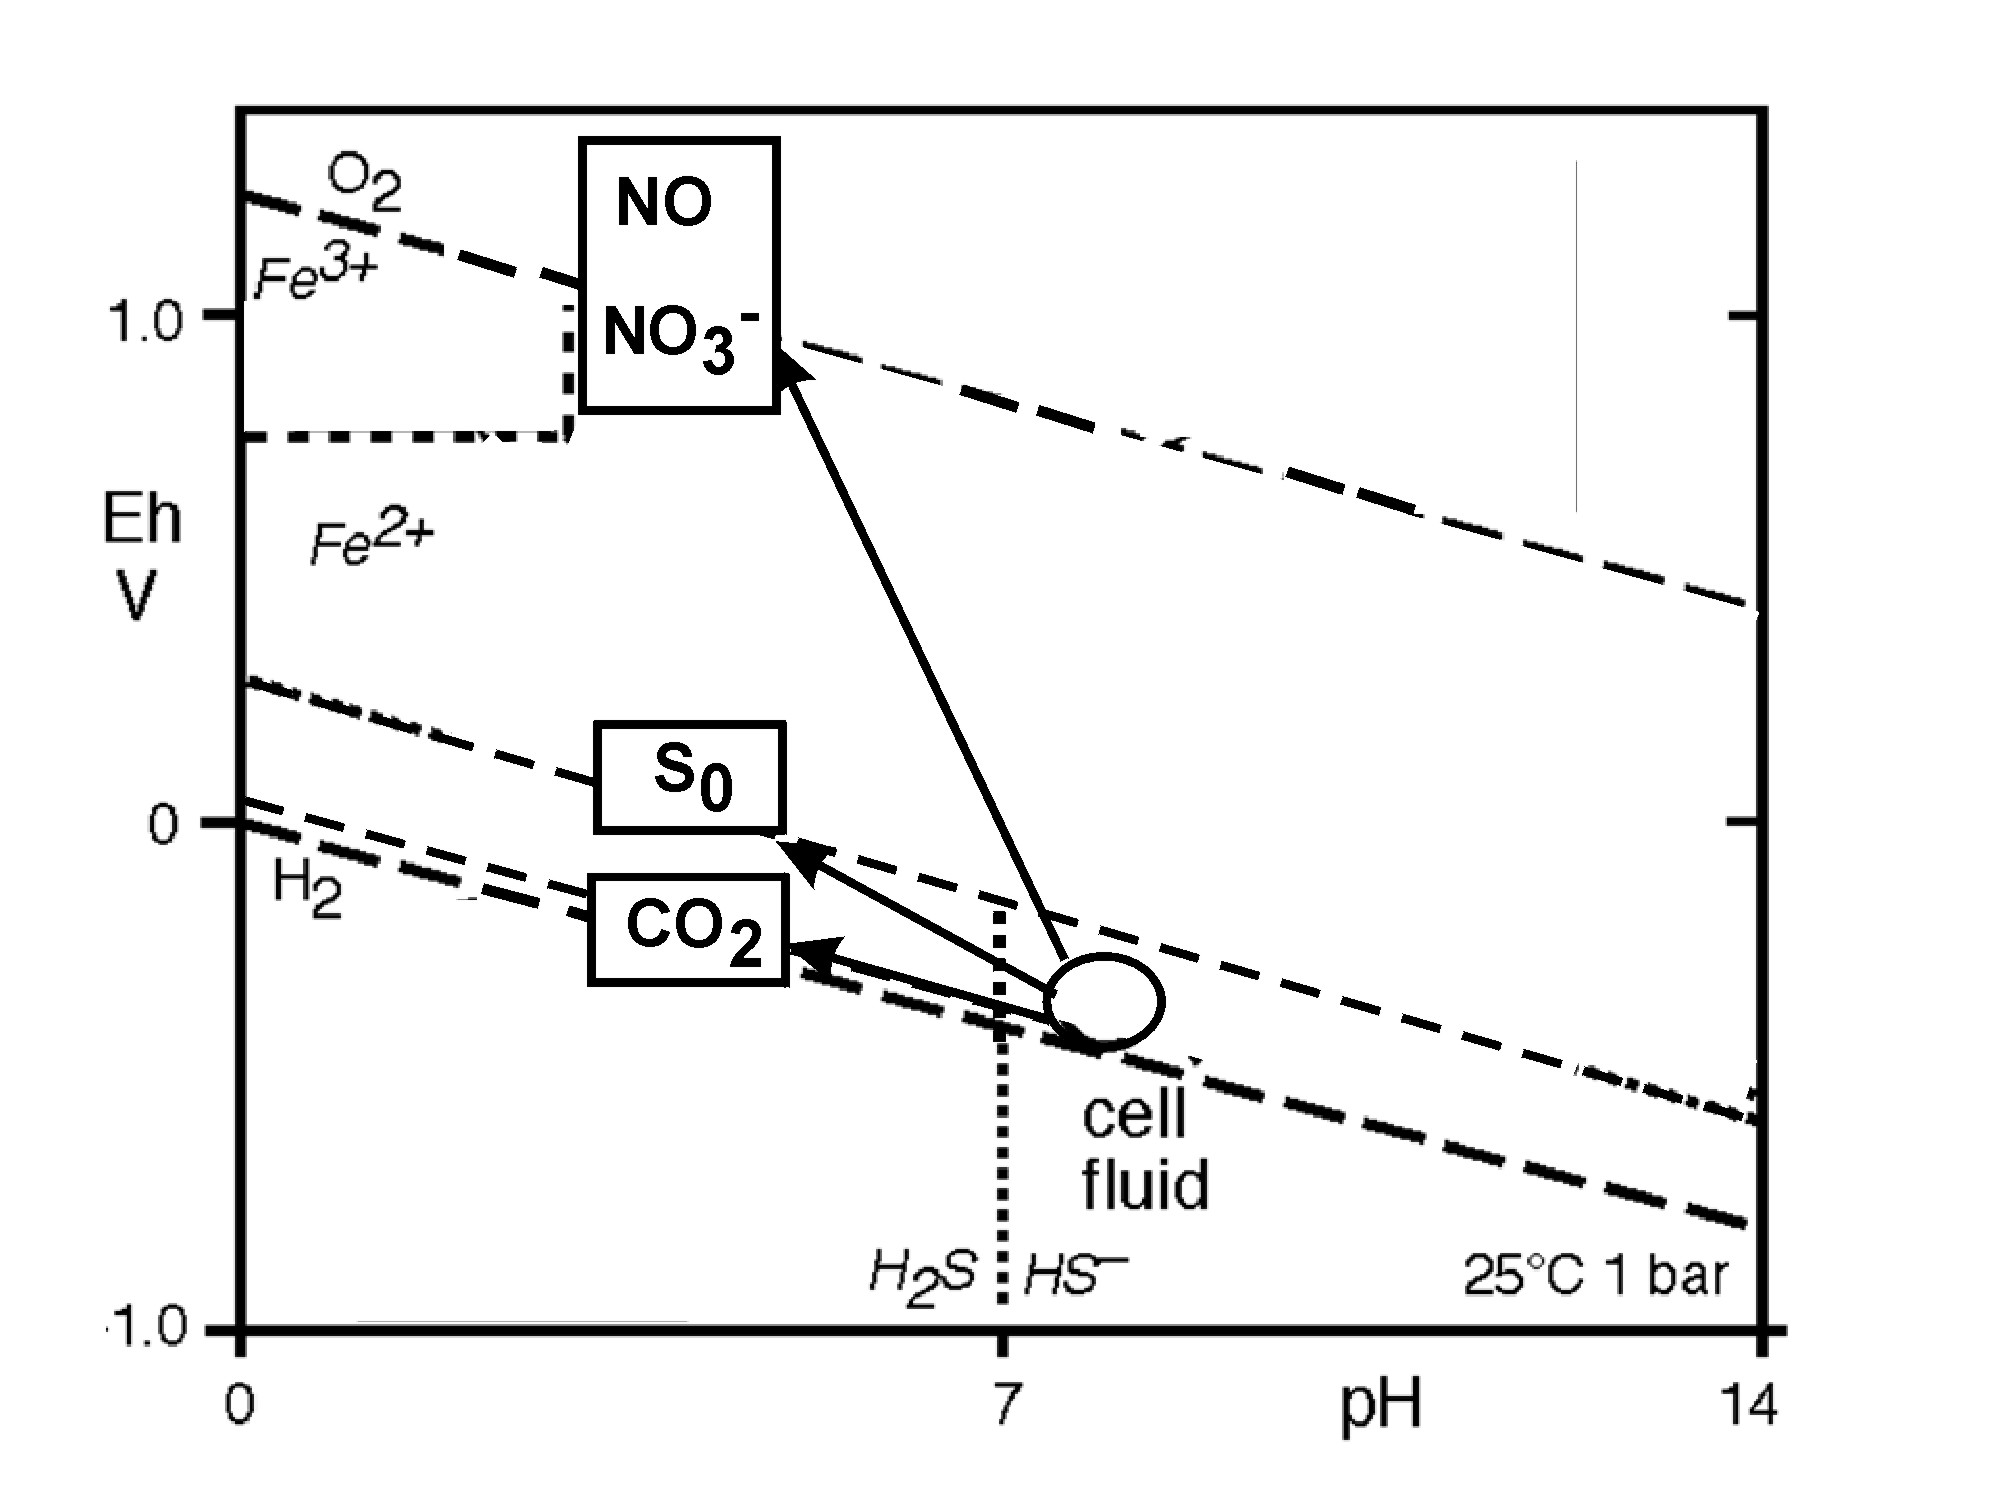 O2
NO
Fe3+
1.0
NO3-
Eh
V
Fe2+
S0
0
H2
CO2
cell
fluid
H2S
HS–
25°C 1 bar
-1.0
0
7
pH
14